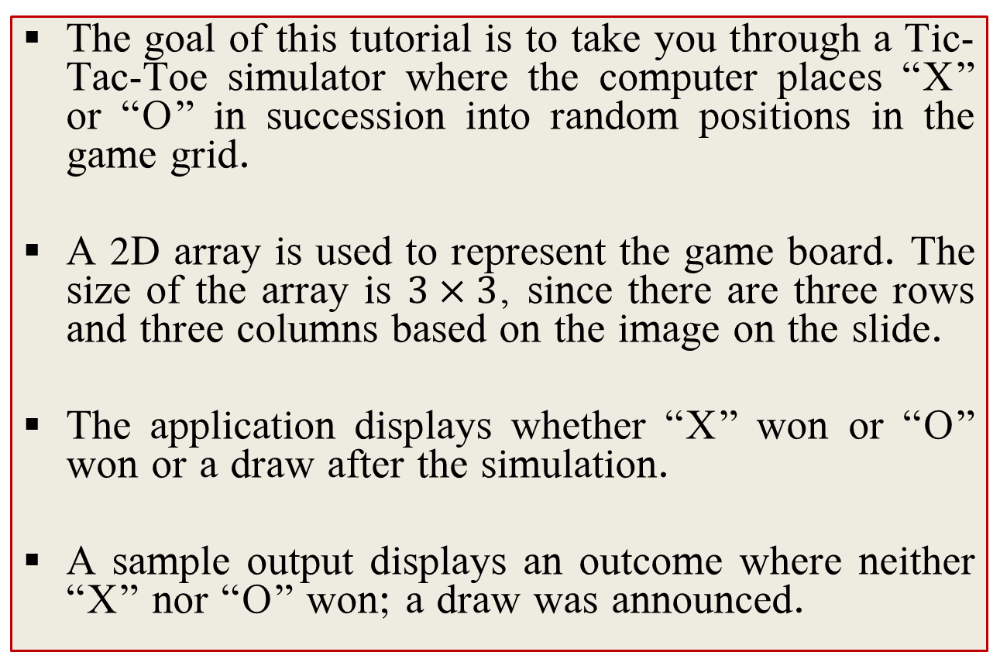 ▪ The goal of this tutorial is to take you through a Tic-
Tac-Toe simulator where the computer places “X”
or “O” in succession into random positions in the
game grid.
▪ A 2D array is used to represent the game board. The
size of the array is 3 × 3, since there are three rows
and three columns based on the image on the slide.
▪ The application displays whether “X” won or “O”
won or a draw after the simulation.
▪ A sample output displays an outcome where neither
“X” nor “O” won; a draw was announced.